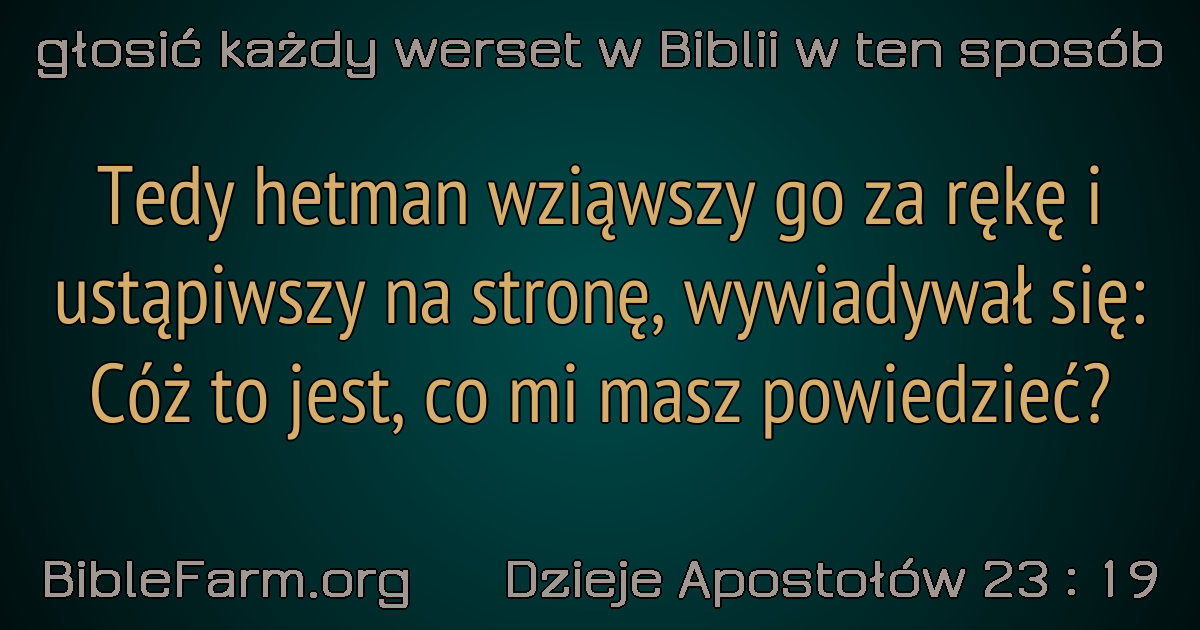 głosić każdy werset w Biblii w ten sposób
Tedy hetman wziąwszy go za rękę i
ustąpiwszy na stronę, wywiadywał się:
Cóż to jest, co mi masz powiedzieć?
BibleFarm.org Dzieje Apostołów 23 : 19